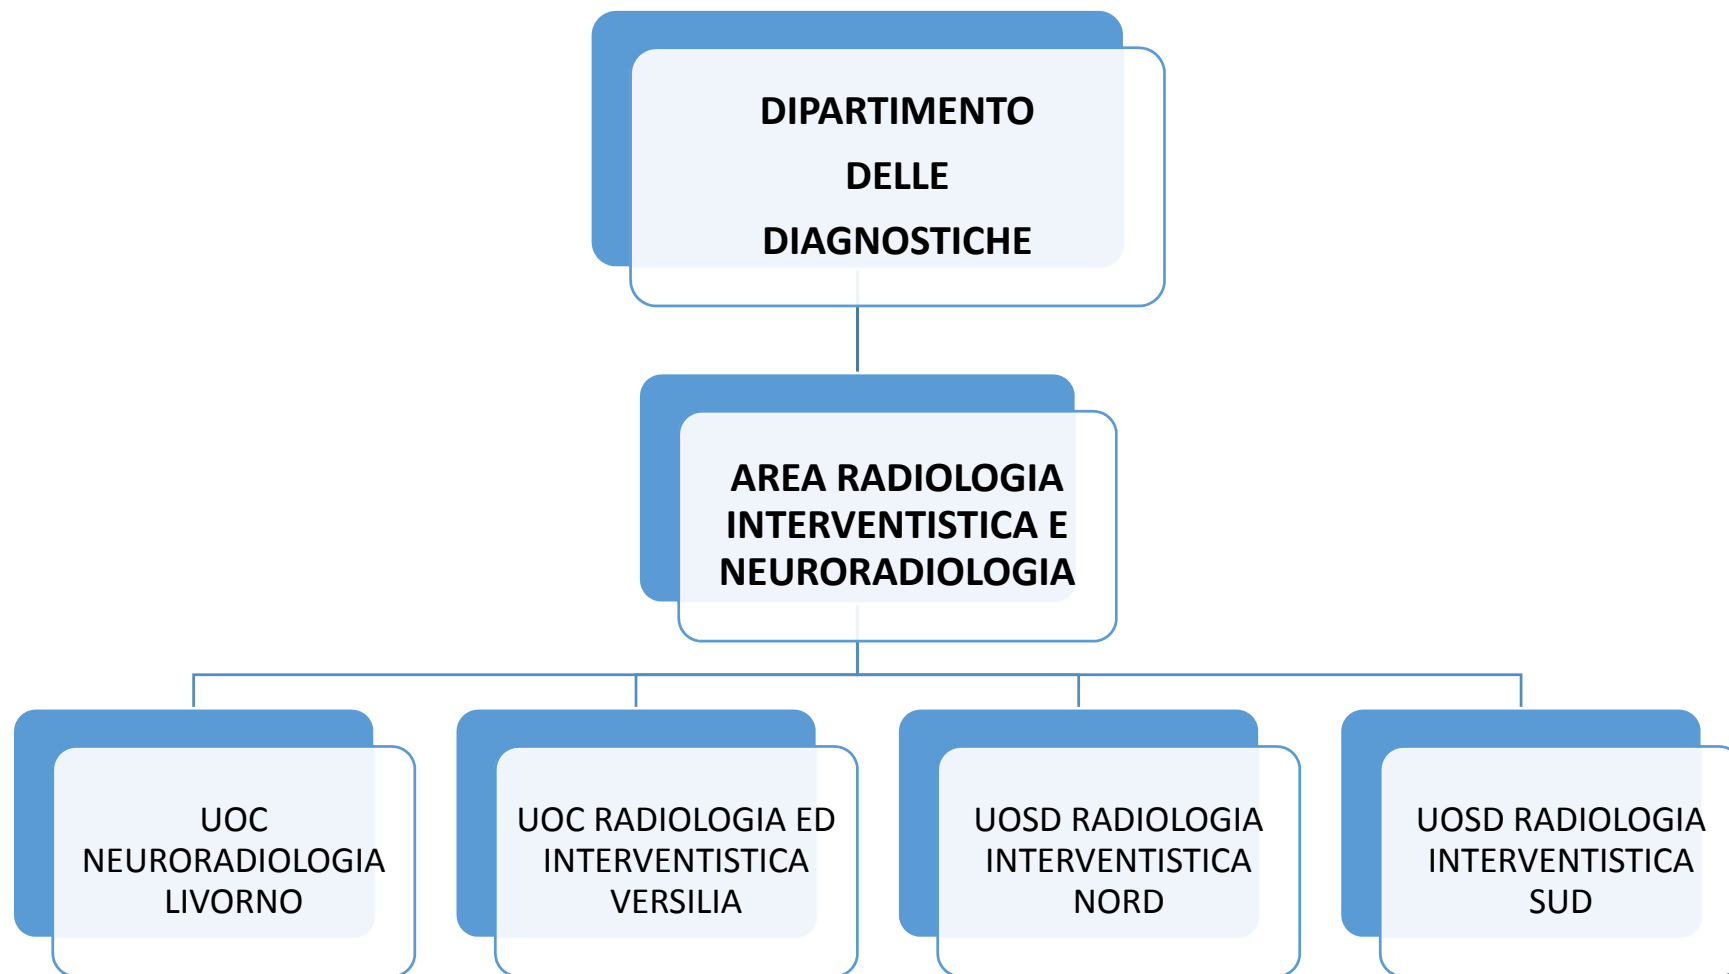 DIPARTIMENTO
DELLE
DIAGNOSTICHE
AREA RADIOLOGIA
INTERVENTISTICA E
NEURORADIOLOGIA
UOC
NEURORADIOLOGIA
LIVORNO
UOC RADIOLOGIA ED
INTERVENTISTICA
VERSILIA
UOSD RADIOLOGIA
INTERVENTISTICA
NORD
UOSD RADIOLOGIA
INTERVENTISTICA
SUD